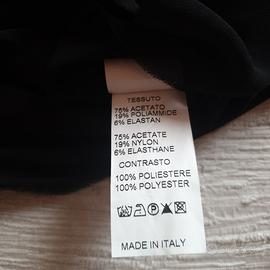 TESSUTO
75% ACETATO
19% POLIAMMIDE
6% ELASTAN
75% ACETATE
19% NYLON
6% ELASTHANE
CONTRASTO
100% POLIESTERE
100% POLYESTER
MADE IN ITALY